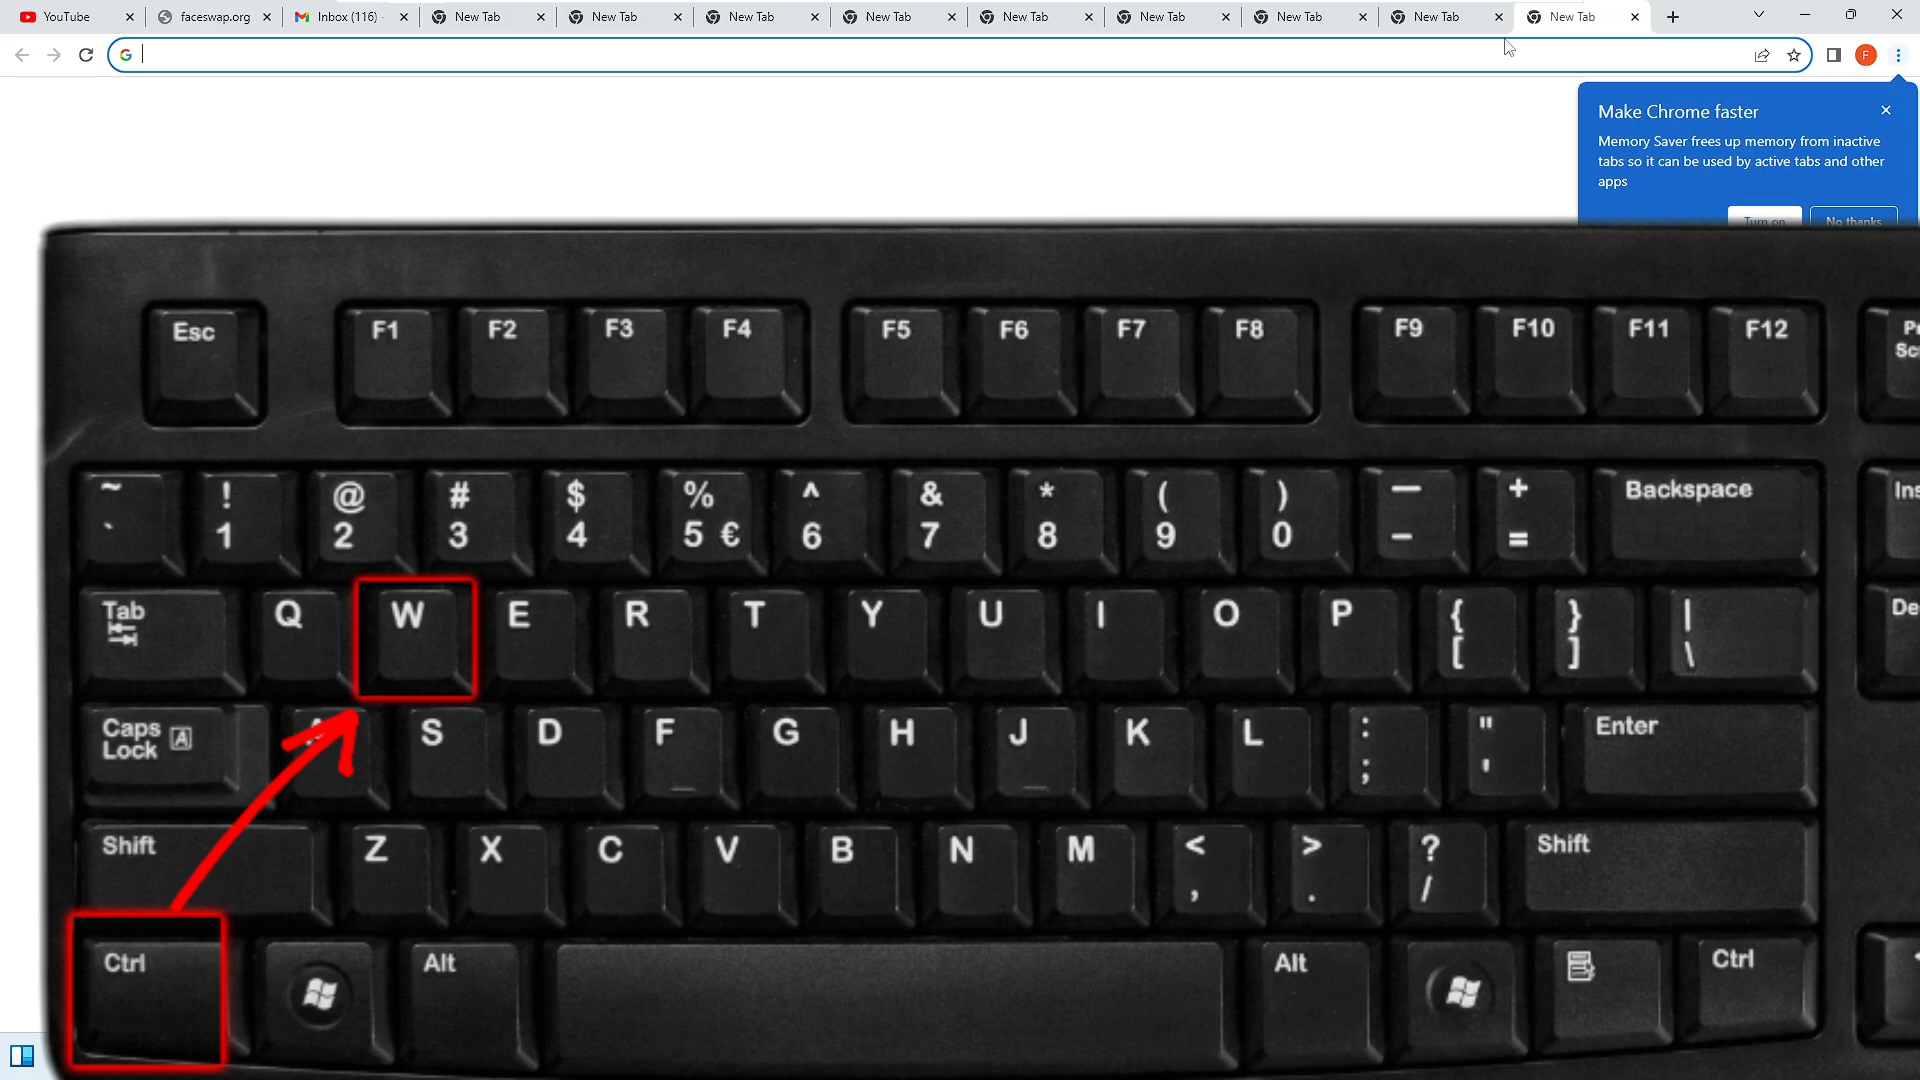 YouTube
faceswap.org
Inbox (116) -
New Tab
New Tab
New Tab
New Tab
New Tab
New Tab
New Tab
New Tab
New Tab
Make Chrome faster
Memory Saver frees up memory from inactive
tabs so it can be used by active tabs and other
apps
Turn on No thanks
Esc F1 F2 F3 F4 F5 F6 F7 F8 F9 F10 F11 F12
~ ! @ # $ % ^ & * ( ) — + Backspace
` 1 2 3 4 5 € 6 7 8 9 0 - =
Tab Q W E R T Y U I O P { } |
[ ] \
Caps Lock A S D F G H J K L : " Enter
; '
Shift Z X C V B N M < > ? Shift
, . /
Ctrl Alt Alt Ctrl